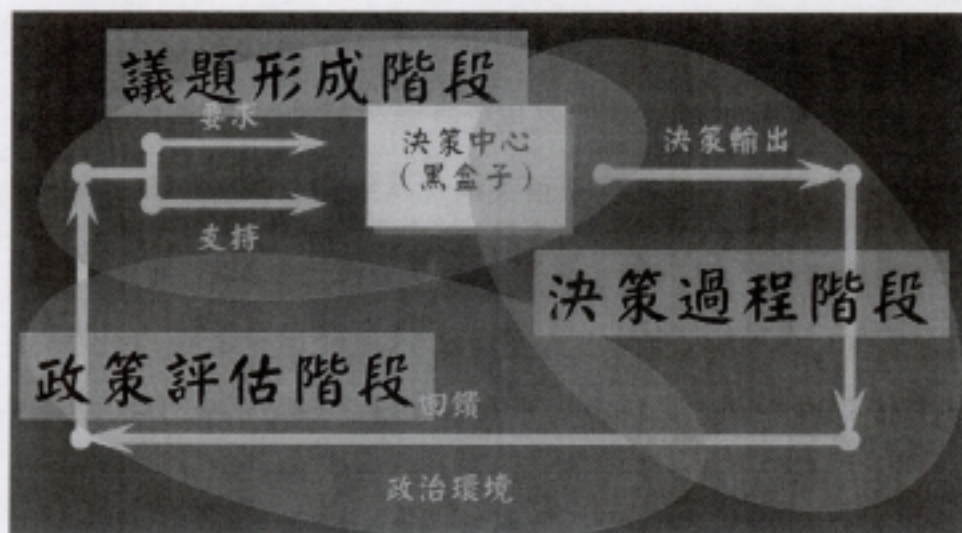 議題形成階段
要求
決策中心
（黑盒子）
決策輸出
支持
決策過程階段
政策評估階段
回饋
政治環境